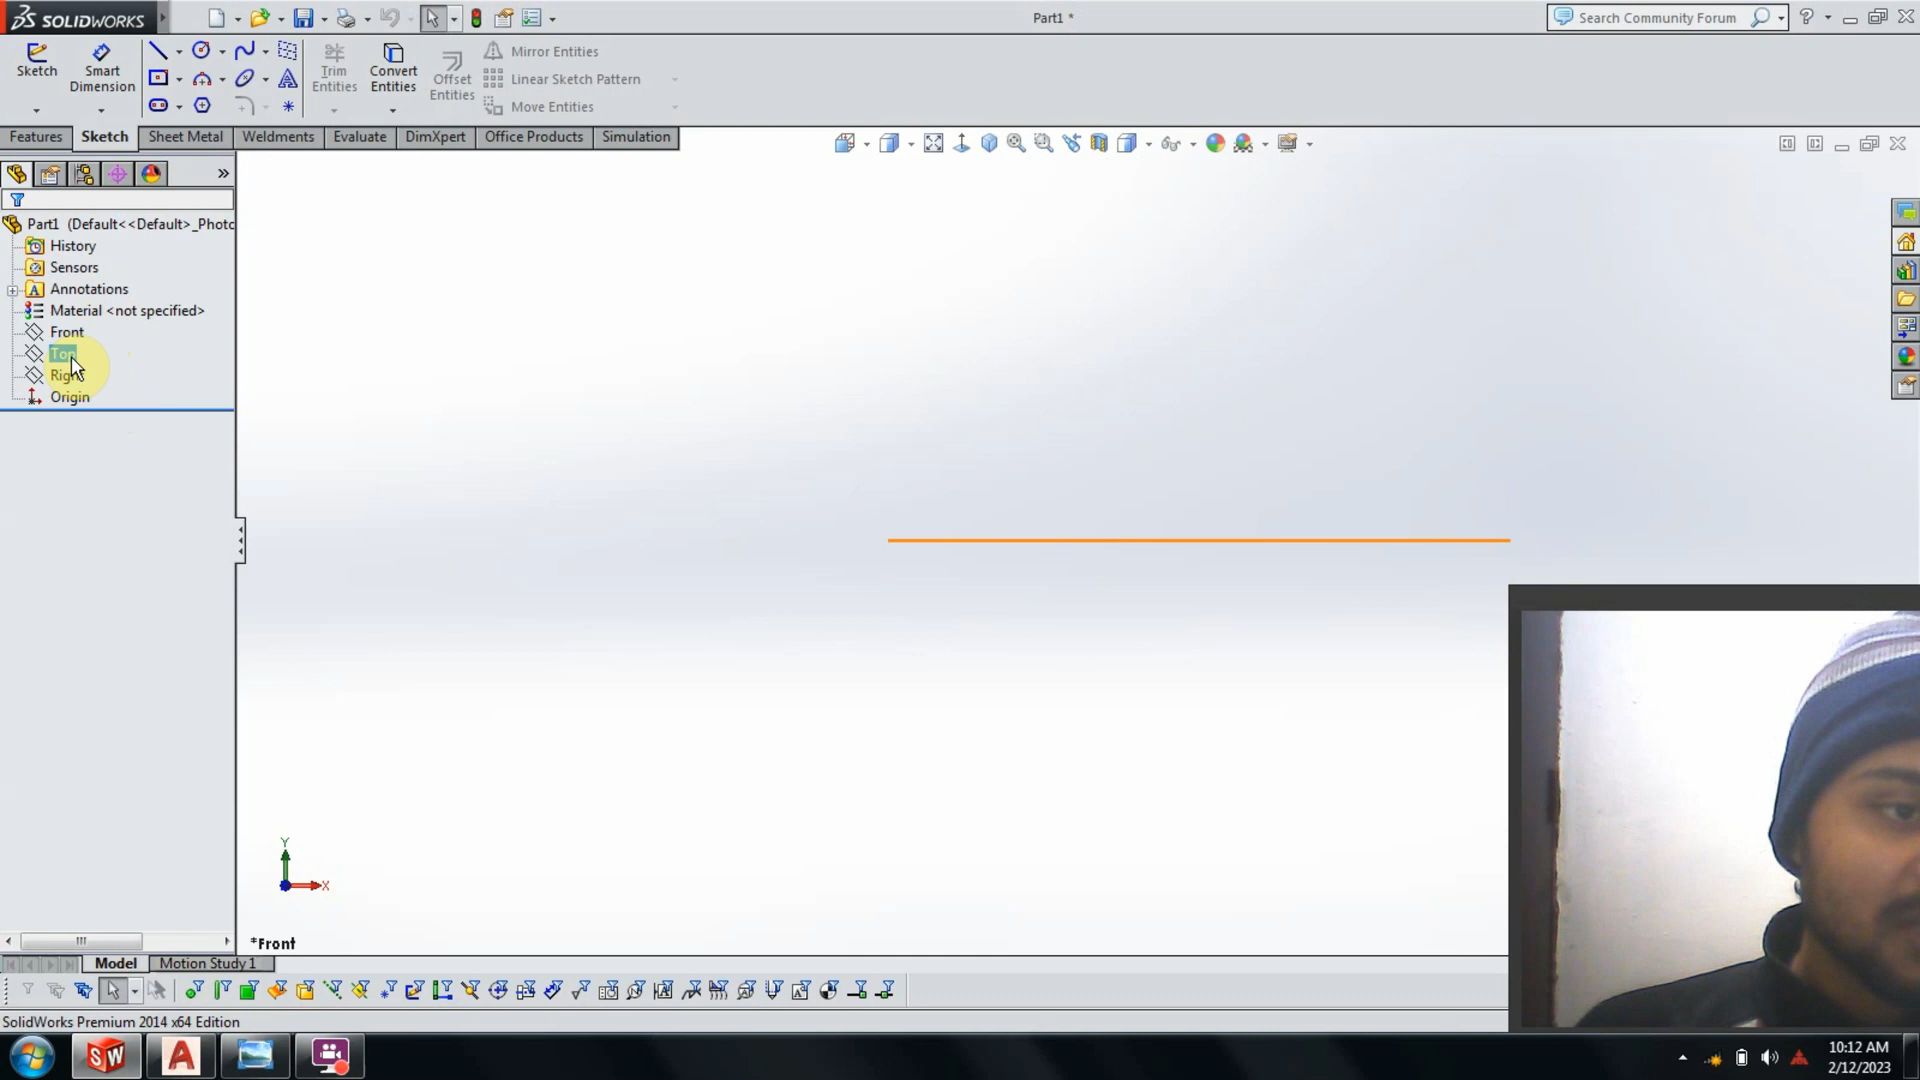 SOLIDWORKS
Part1 *
Search Community Forum
Sketch
Smart Dimension
Trim Entities
Convert Entities
Offset Entities
Mirror Entities
Linear Sketch Pattern
Move Entities
Features
Sketch
Sheet Metal
Weldments
Evaluate
DimXpert
Office Products
Simulation
Part1 (Default<<Default>_Photo
History
Sensors
Annotations
Material <not specified>
Front
Top
Right
Origin
Y
X
*Front
Model
Motion Study 1
SolidWorks Premium 2014 x64 Edition
10:12 AM
2/12/2023